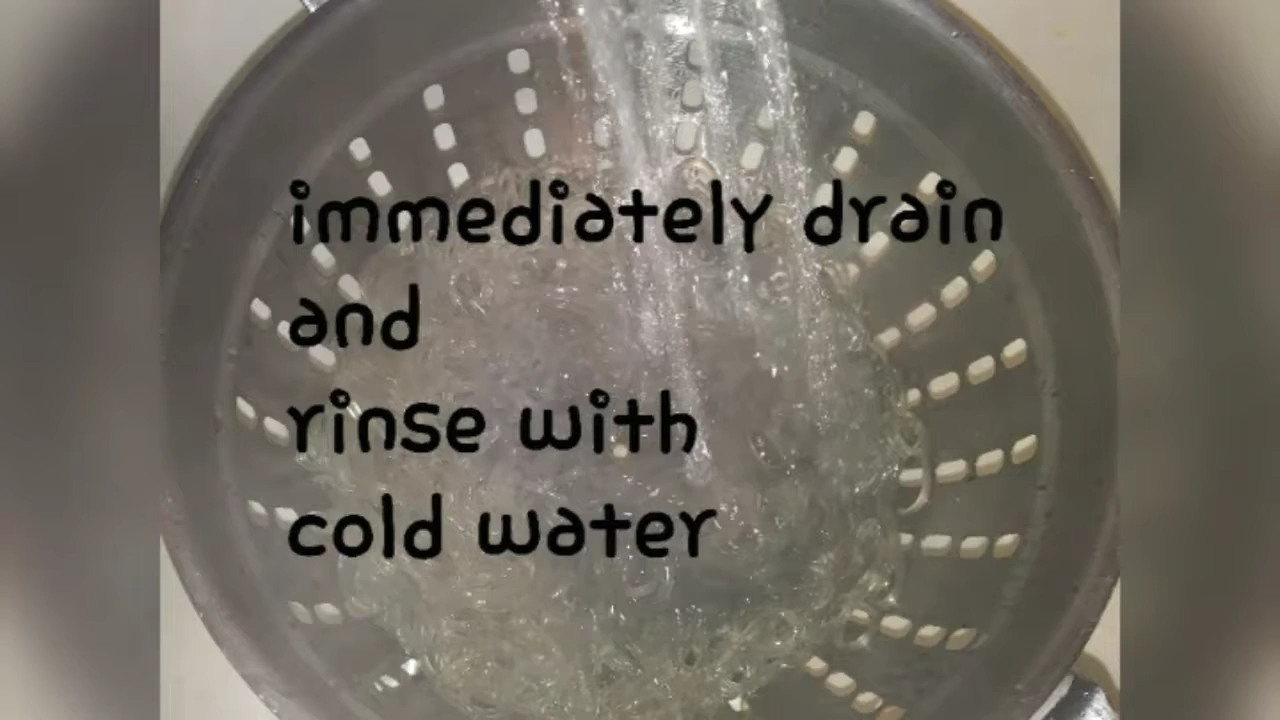 immediately drain
and
rinse with
cold water